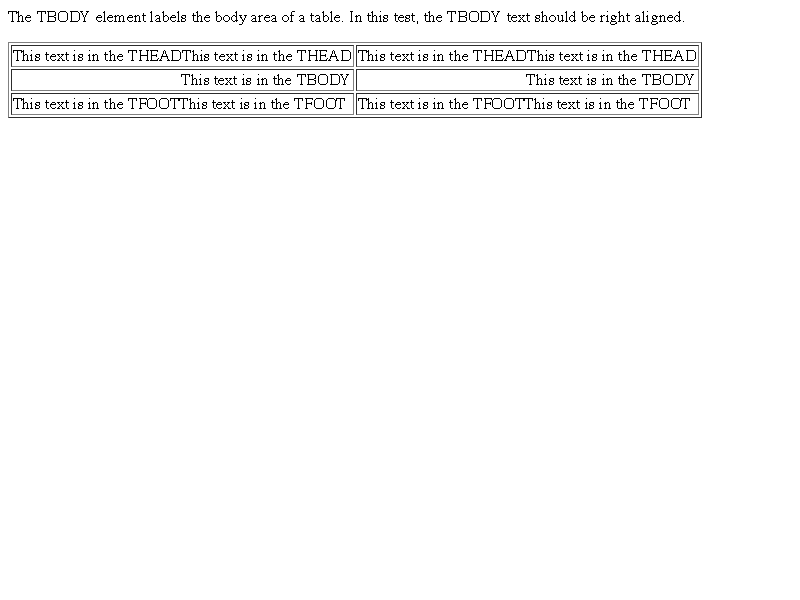 The TBODY element labels the body area of a table. In this test, the TBODY text should be right aligned.
This text is in the THEADThis text is in the THEAD This text is in the THEADThis text is in the THEAD
This text is in the TBODY This text is in the TBODY
This text is in the TFOOTThis text is in the TFOOT This text is in the TFOOTThis text is in the TFOOT